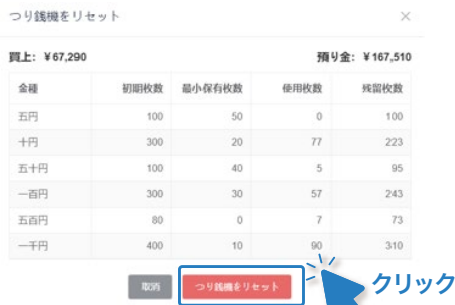 つり銭機をリセット ×
買上: ¥67,290 預り金: ¥167,510
金種 初期枚数 最小保有枚数 使用枚数 残留枚数
五円 100 50 0 100
十円 300 20 77 223
五十円 100 40 5 95
一百円 300 30 57 243
五百円 80 0 7 73
一千円 400 10 90 310
取消 つり銭機をリセット クリック